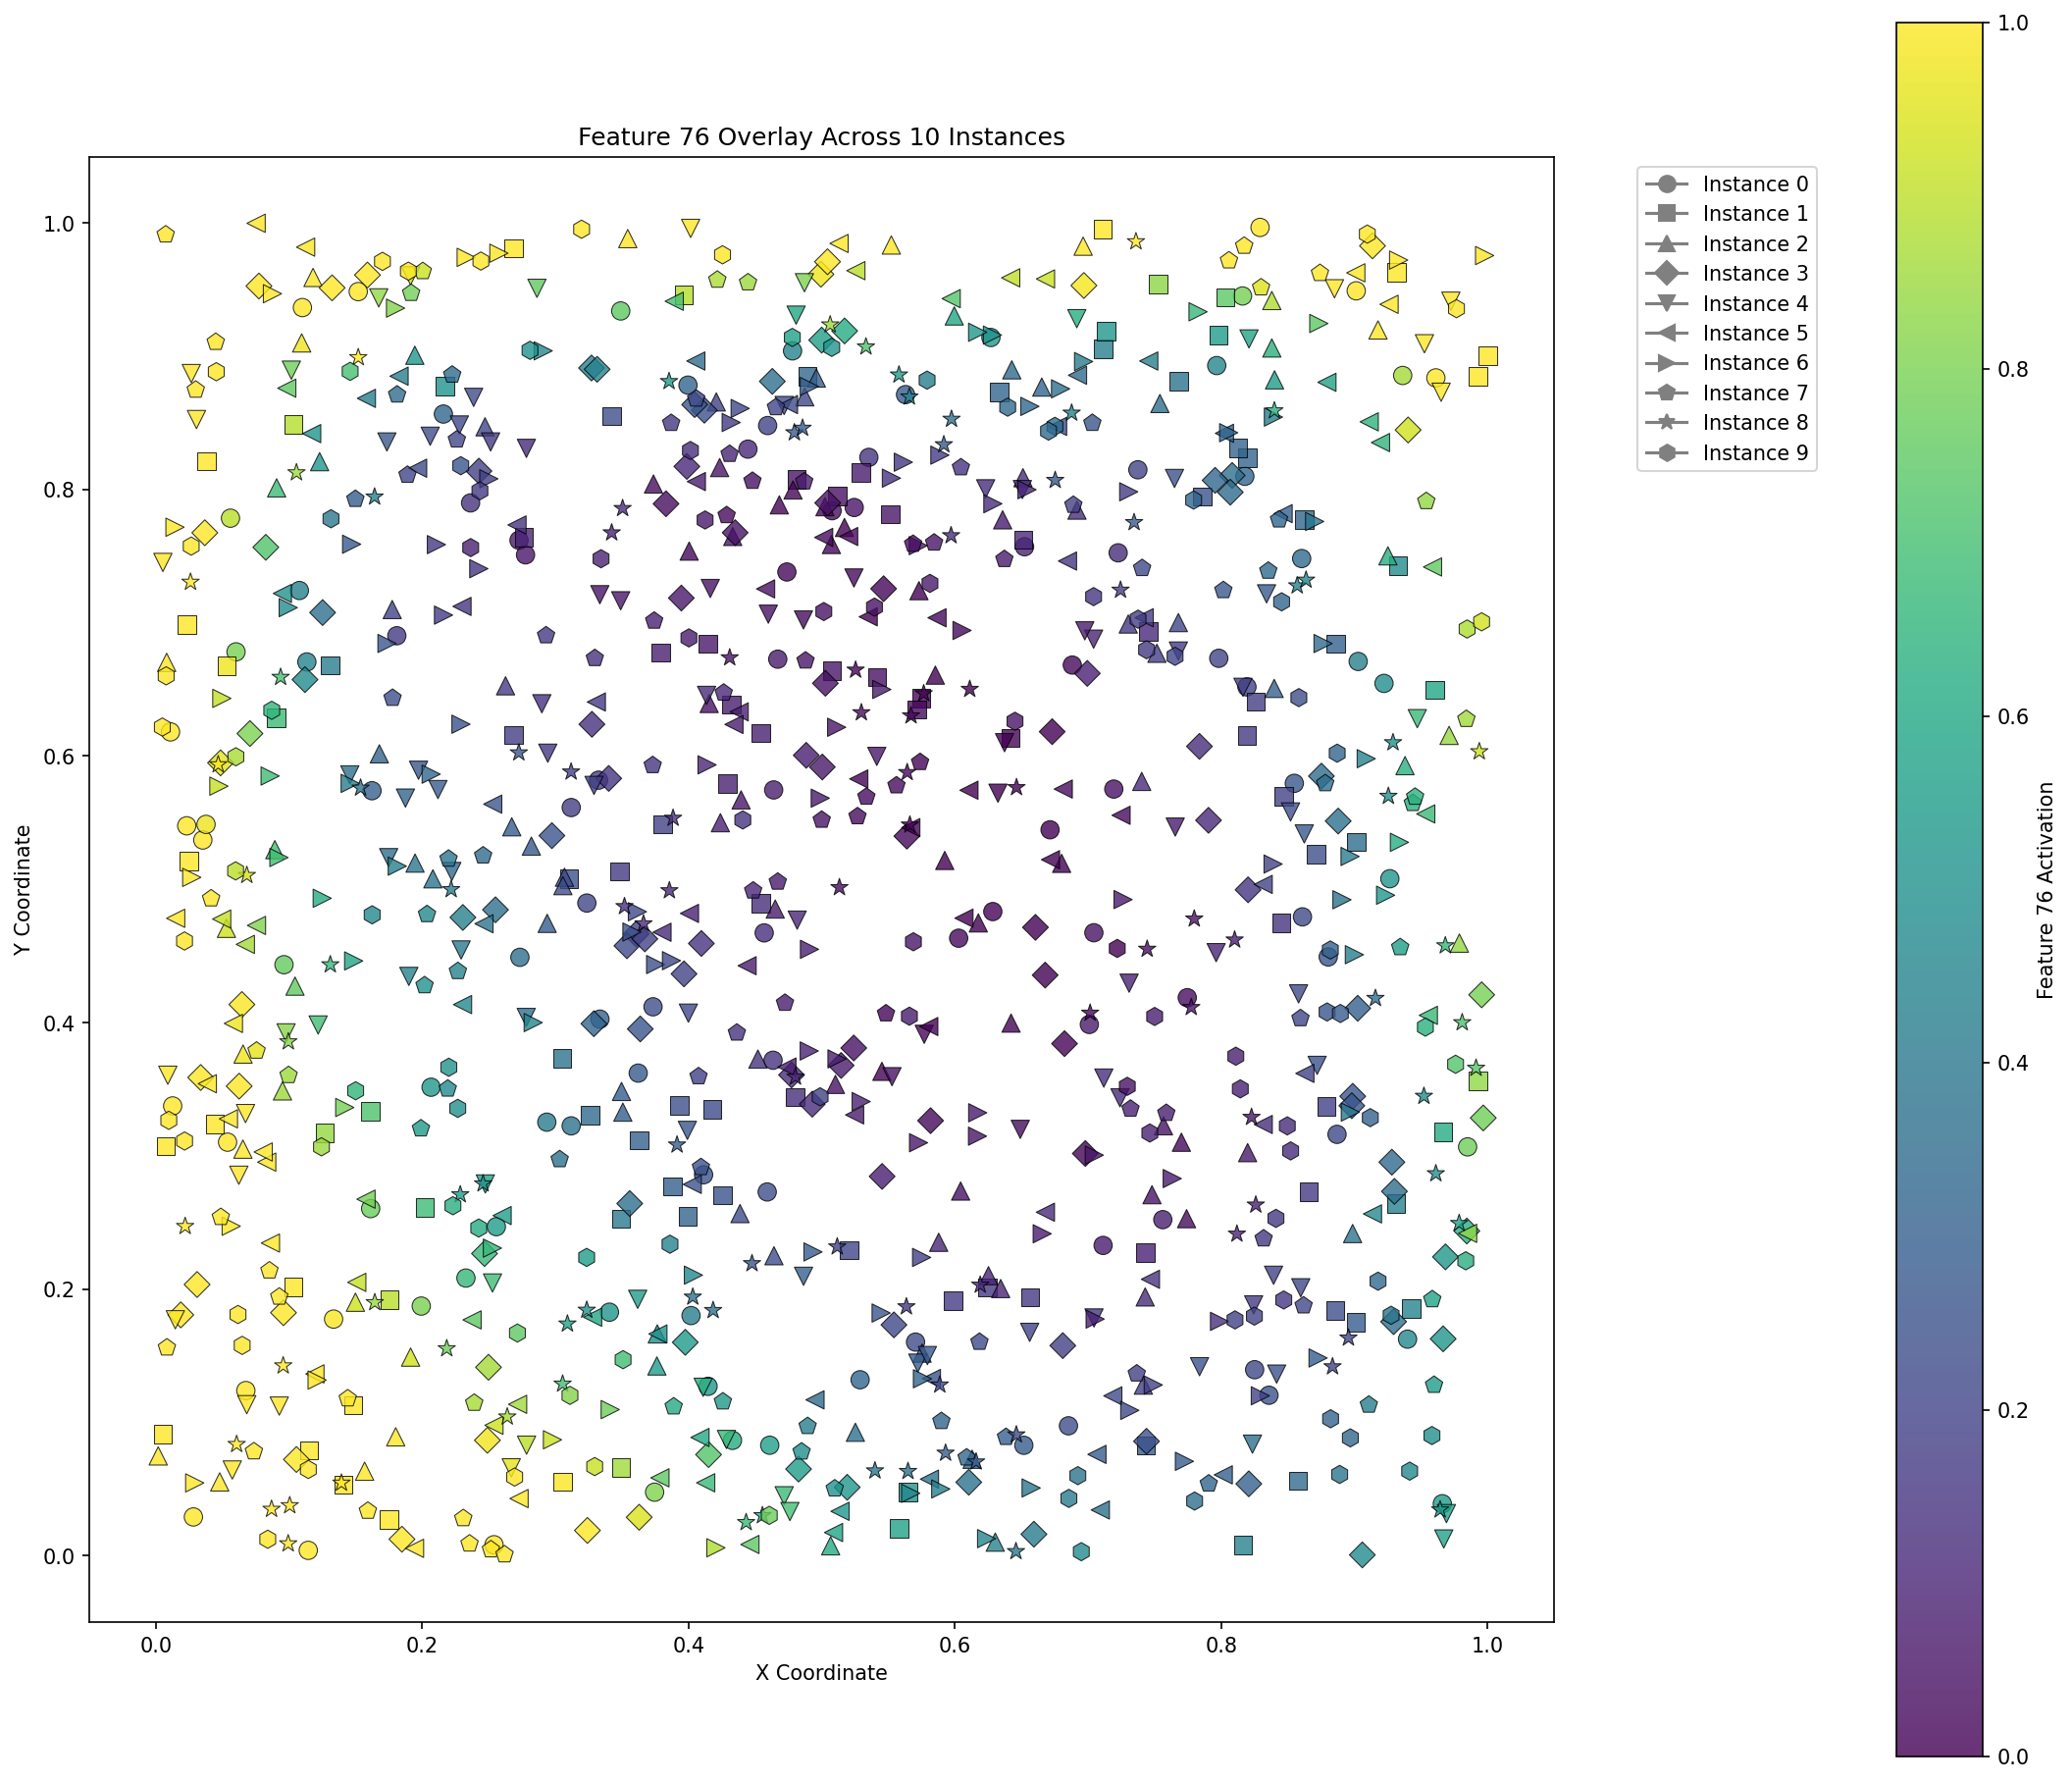 Feature 76 Overlay Across 10 Instances
1.0
0.8
0.6
0.4
0.2
0.0
Y Coordinate
0.0 0.2 0.4 0.6 0.8 1.0
X Coordinate
Instance 0
Instance 1
Instance 2
Instance 3
Instance 4
Instance 5
Instance 6
Instance 7
Instance 8
Instance 9
1.0
0.8
0.6
0.4
0.2
0.0
Feature 76 Activation